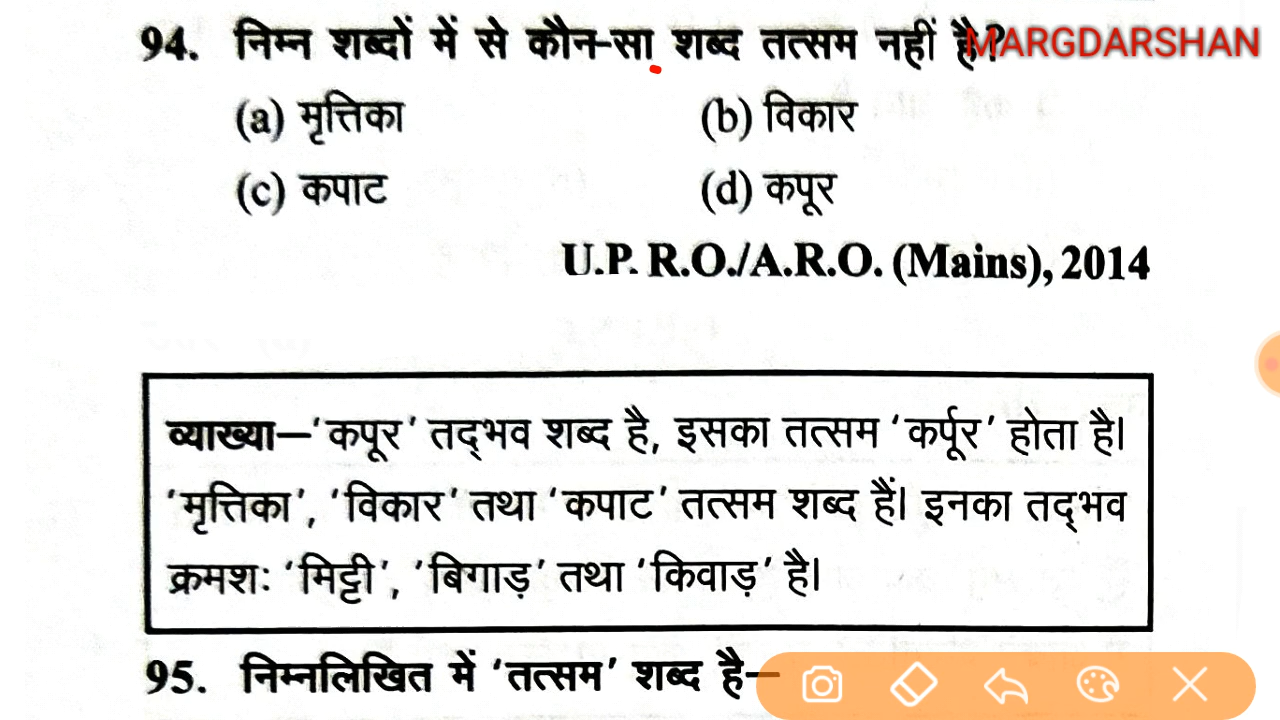 94. निम्न शब्दों में से कौन-सा शब्द तत्सम नहीं है?
MARGDARSHAN
(a) मृत्तिका (b) विकार
(c) कपाट (d) कपूर
U.P. R.O./A.R.O. (Mains), 2014
व्याख्या–'कपूर' तद्भव शब्द है, इसका तत्सम 'कर्पूर' होता है।
'मृत्तिका', 'विकार' तथा 'कपाट' तत्सम शब्द हैं। इनका तद्भव
क्रमशः 'मिट्टी', 'बिगाड़' तथा 'किवाड़' है।
95. निम्नलिखित में 'तत्सम' शब्द है–